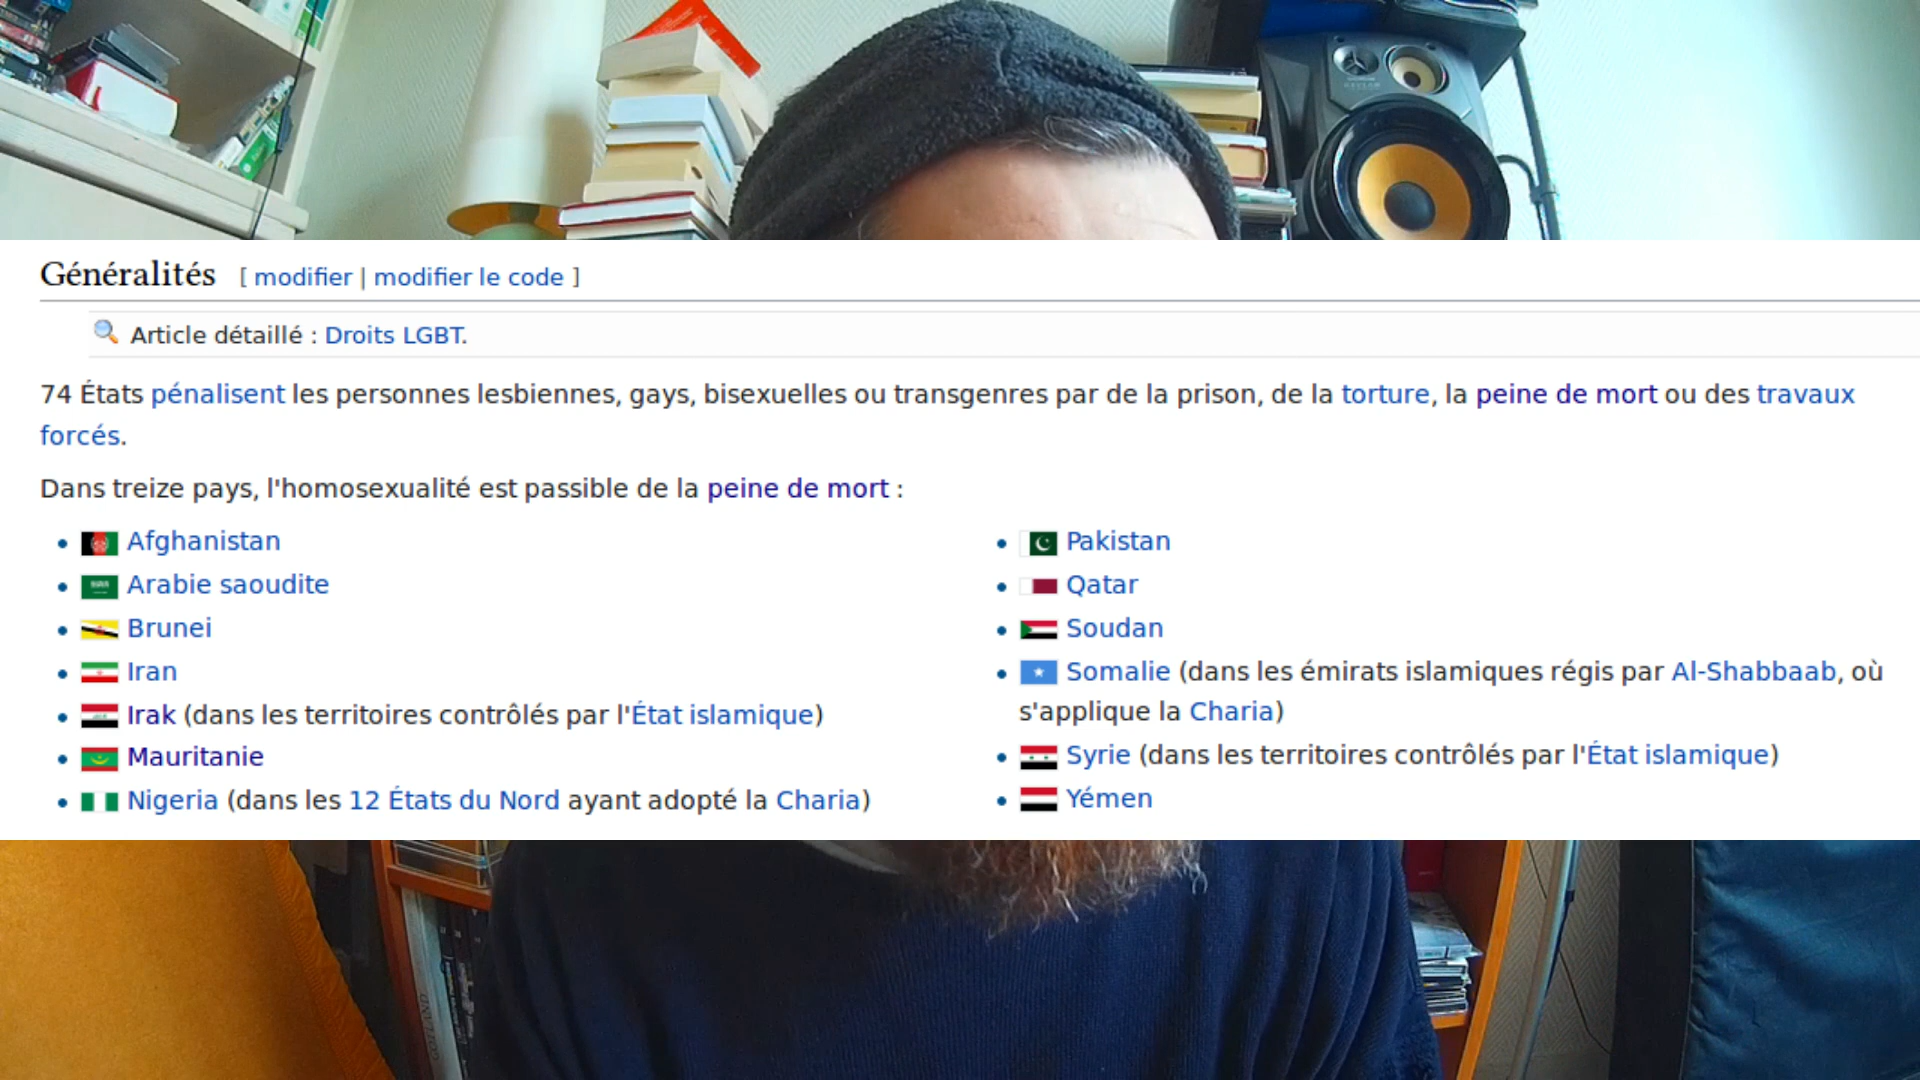 Généralités [ modifier | modifier le code ]
Article détaillé : Droits LGBT.
74 États pénalisent les personnes lesbiennes, gays, bisexuelles ou transgenres par de la prison, de la torture, la peine de mort ou des travaux
forcés.
Dans treize pays, l'homosexualité est passible de la peine de mort :
Afghanistan
Arabie saoudite
Brunei
Iran
Irak (dans les territoires contrôlés par l'État islamique)
Mauritanie
Nigeria (dans les 12 États du Nord ayant adopté la Charia)
Pakistan
Qatar
Soudan
Somalie (dans les émirats islamiques régis par Al-Shabbaab, où
s'applique la Charia)
Syrie (dans les territoires contrôlés par l'État islamique)
Yémen